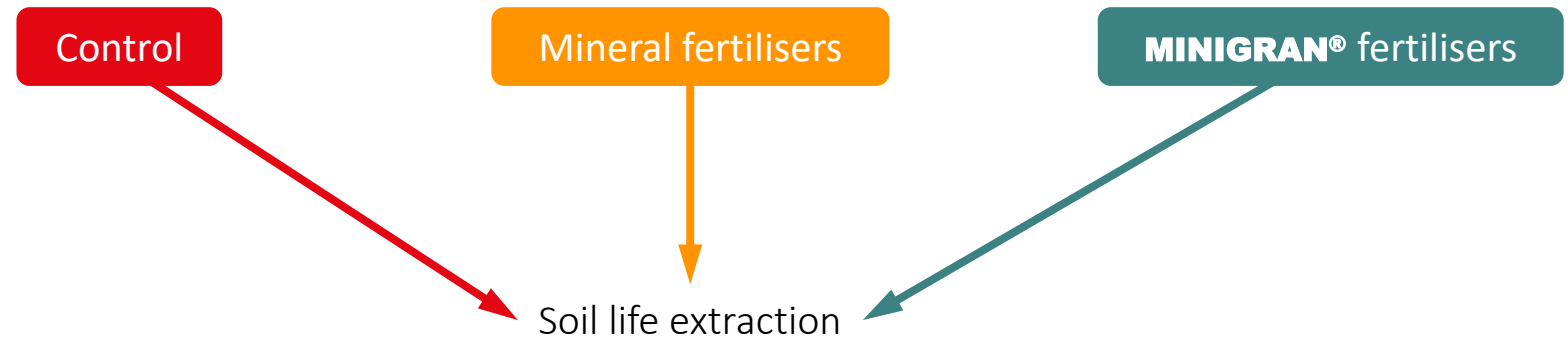 Control
Mineral fertilisers
MINIGRAN® fertilisers
Soil life extraction